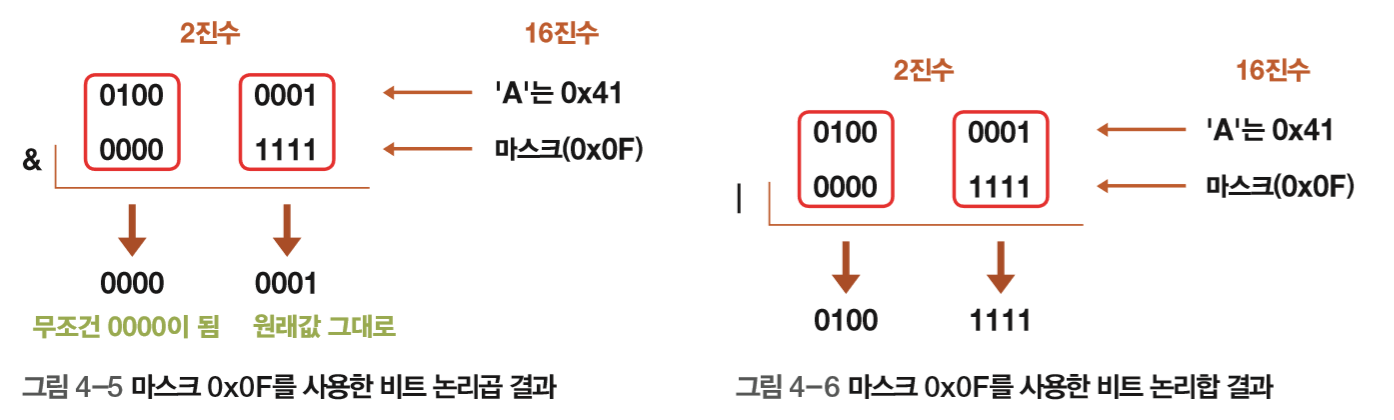 2진수 16진수
0100 0001 'A'는 0x41
& 0000 1111 마스크(0x0F)
0000 0001
무조건 0000이 됨 원래값 그대로
그림 4-5 마스크 0x0F를 사용한 비트 논리곱 결과
2진수 16진수
0100 0001 'A'는 0x41
| 0000 1111 마스크(0x0F)
0100 1111
그림 4-6 마스크 0x0F를 사용한 비트 논리합 결과